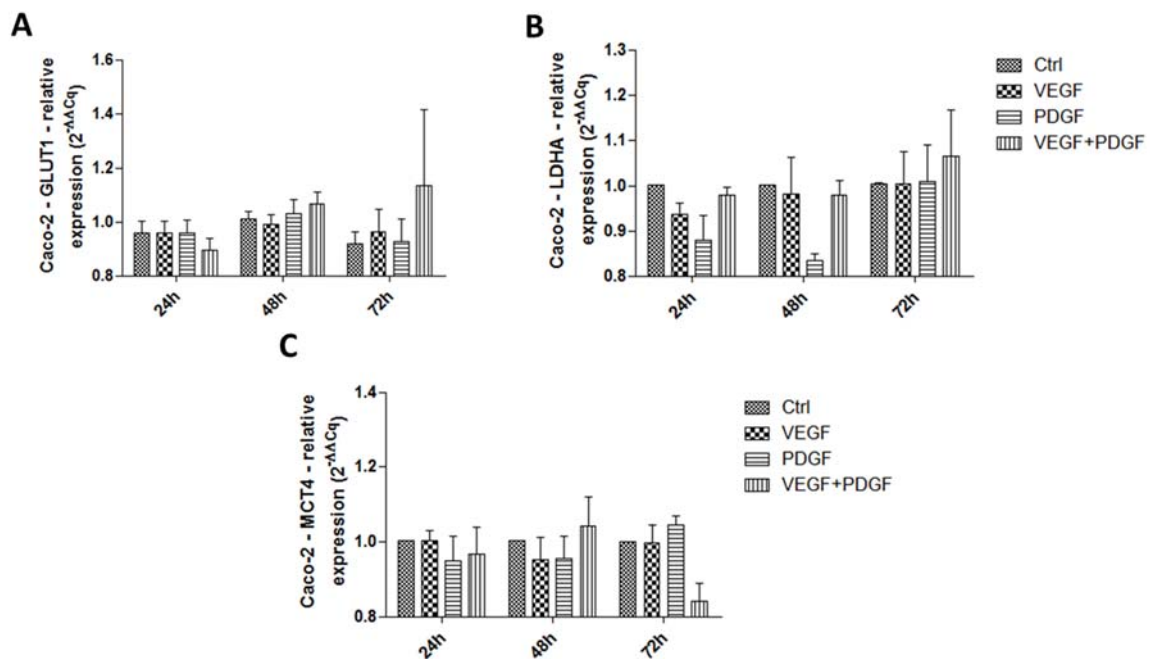 A
Caco-2 - GLUT1 - relative
expression (2^-ΔΔCq)
1.6
1.4
1.2
1.0
0.8
24h
48h
72h
B
Caco-2 - LDHA - relative
expression (2^-ΔΔCq)
1.3
1.2
1.1
1.0
0.9
0.8
24h
48h
72h
Ctrl
VEGF
PDGF
VEGF+PDGF
C
Caco-2 - MCT4 - relative
expression (2^-ΔΔCq)
1.4
1.2
1.0
0.8
24h
48h
72h
Ctrl
VEGF
PDGF
VEGF+PDGF